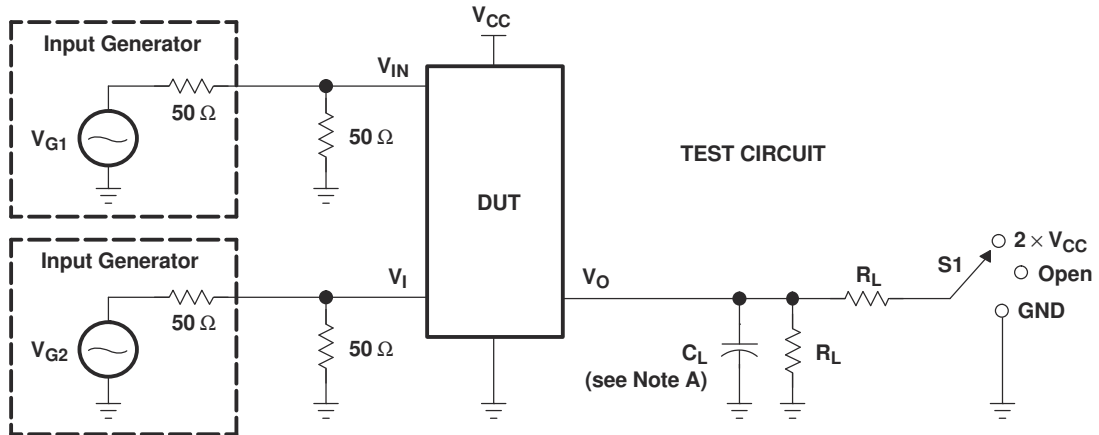 V_CC
Input Generator
V_IN
50 Ω
V_G1
50 Ω
TEST CIRCUIT
DUT
Input Generator
V_I
V_O
50 Ω
V_G2
50 Ω
R_L
S1
2 × V_CC
Open
GND
C_L
(see Note A)
R_L